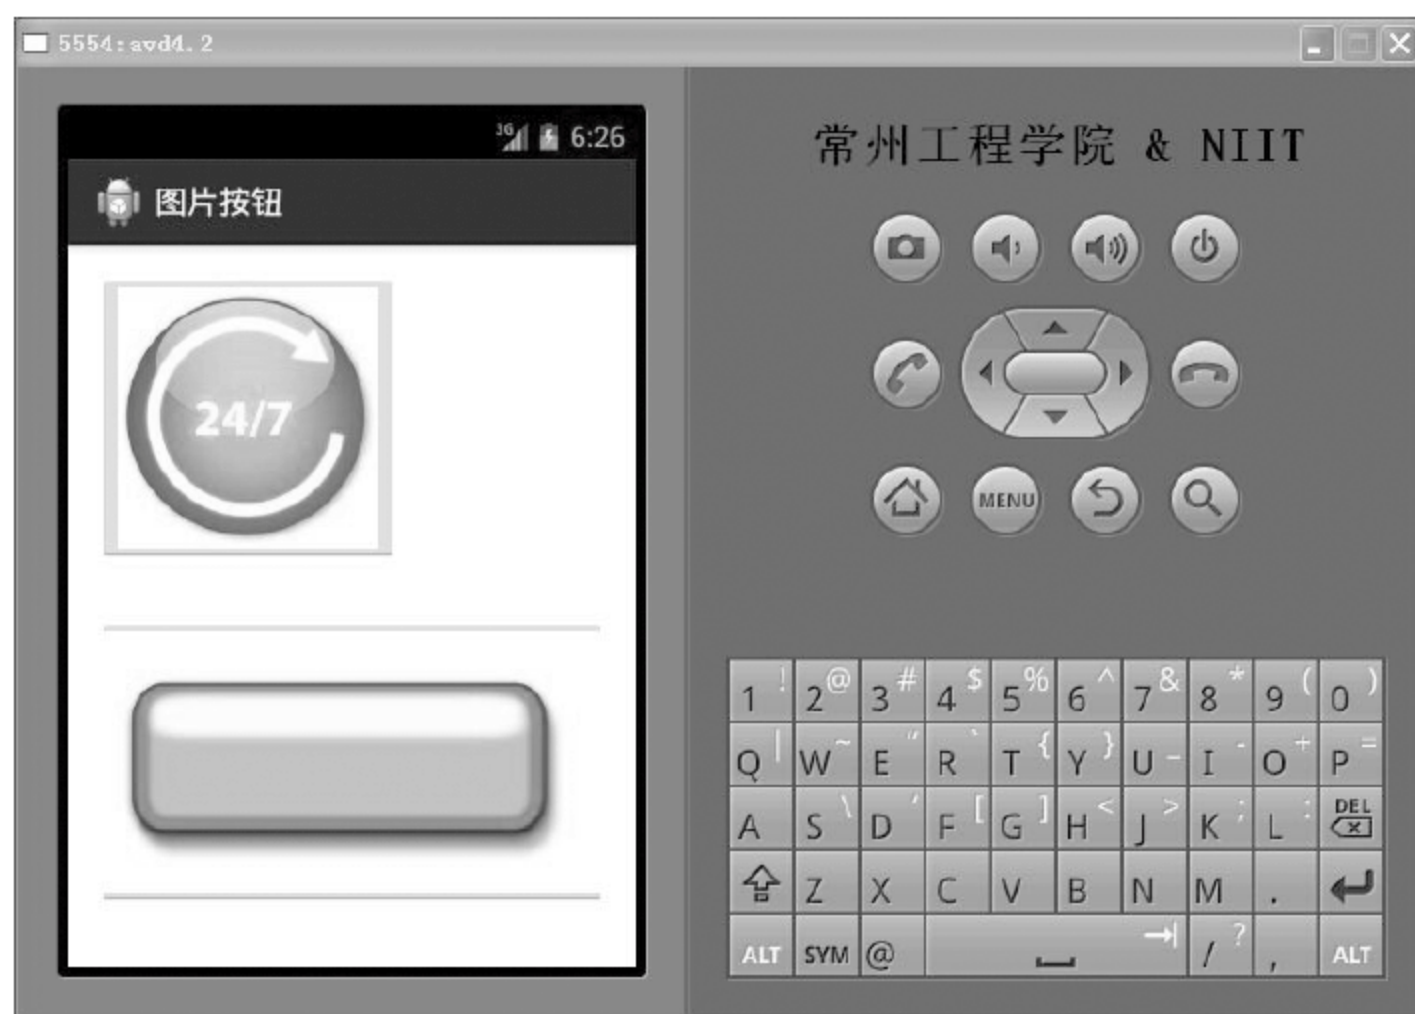 5554:avd4.2
3G 6:26
图片按钮
24/7
常州工程学院 & NIIT
MENU
1 ! 2 @ 3 # 4 $ 5 % 6 ^ 7 & 8 * 9 ( 0 )
Q | W ~ E " R ` T { Y } U _ I - O + P =
A S \ D ' F [ G ] H < J > K ; L : DEL
Z X C V B N M .
ALT SYM @ / ? , ALT